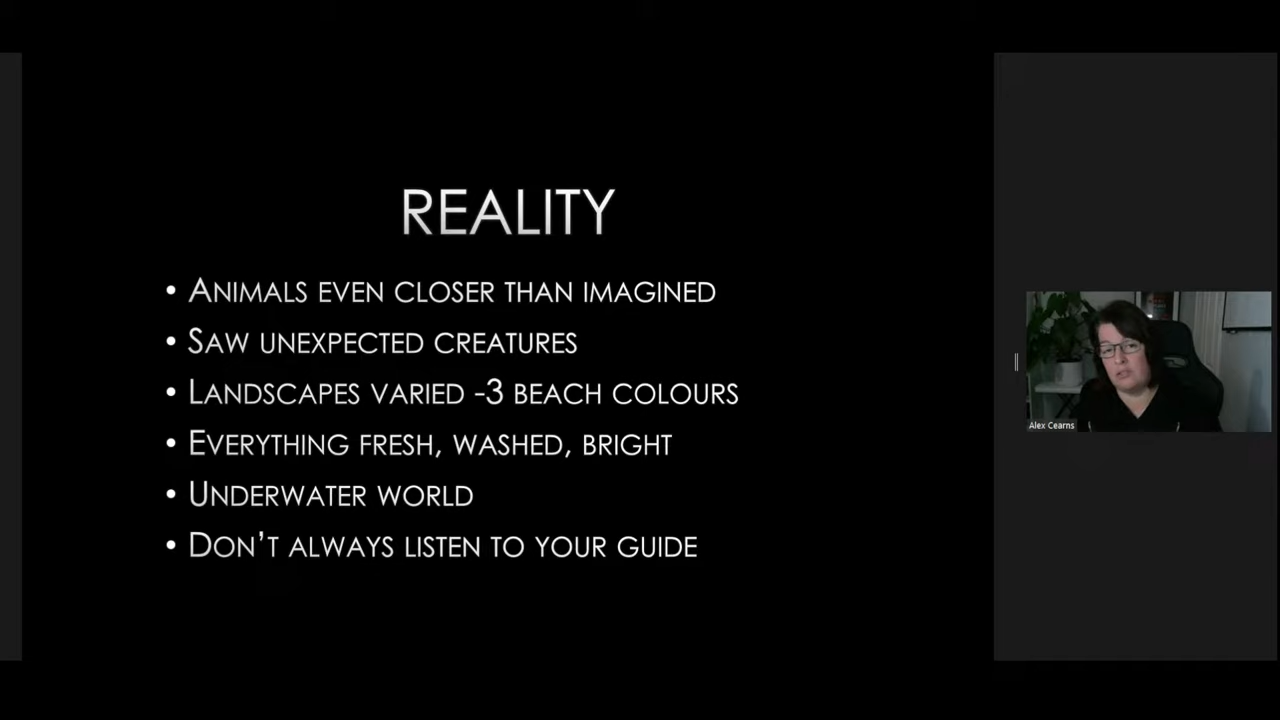 REALITY
• ANIMALS EVEN CLOSER THAN IMAGINED
• SAW UNEXPECTED CREATURES
• LANDSCAPES VARIED -3 BEACH COLOURS
• EVERYTHING FRESH, WASHED, BRIGHT
• UNDERWATER WORLD
• DON'T ALWAYS LISTEN TO YOUR GUIDE
Alex Cearns